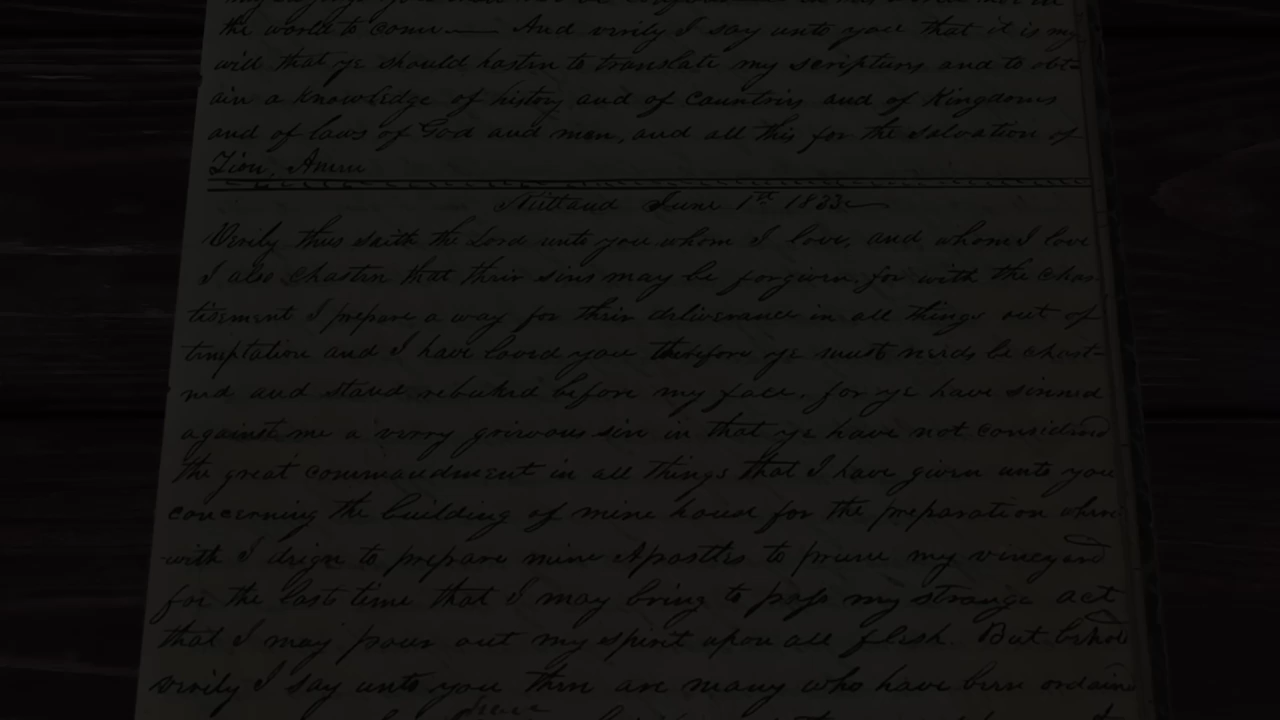 the world to come—— And verily I say unto you that it is my
will that ye should hasten to translate my scriptures and to obt=
ain a knowledge of history and of countries and of Kingdoms
and of laws of God and man, and all this for the salvation of
Zion, Amen
Kirtland June 1st 1833
Verily thus saith the Lord unto you whom I love, and whom I love
I also chasten that their sins may be forgiven, for with the chas
tisement I prepare a way for their deliverance in all things out of
temptation and I have loved you therefore ye must needs be chast=
ned and stand rebuked before my face, for ye have sinned
against me a verry grievous sin in that ye have not considered
the great commandment in all things that I have given unto you
concerning the building of mine house for the preparation where
with I deign to prepare mine Apostles to prune my vineyard
for the last time that I may bring to pass my strange act
that I may pour out my spirit upon all flesh. But behold
verily I say unto you there are many who have been ordained